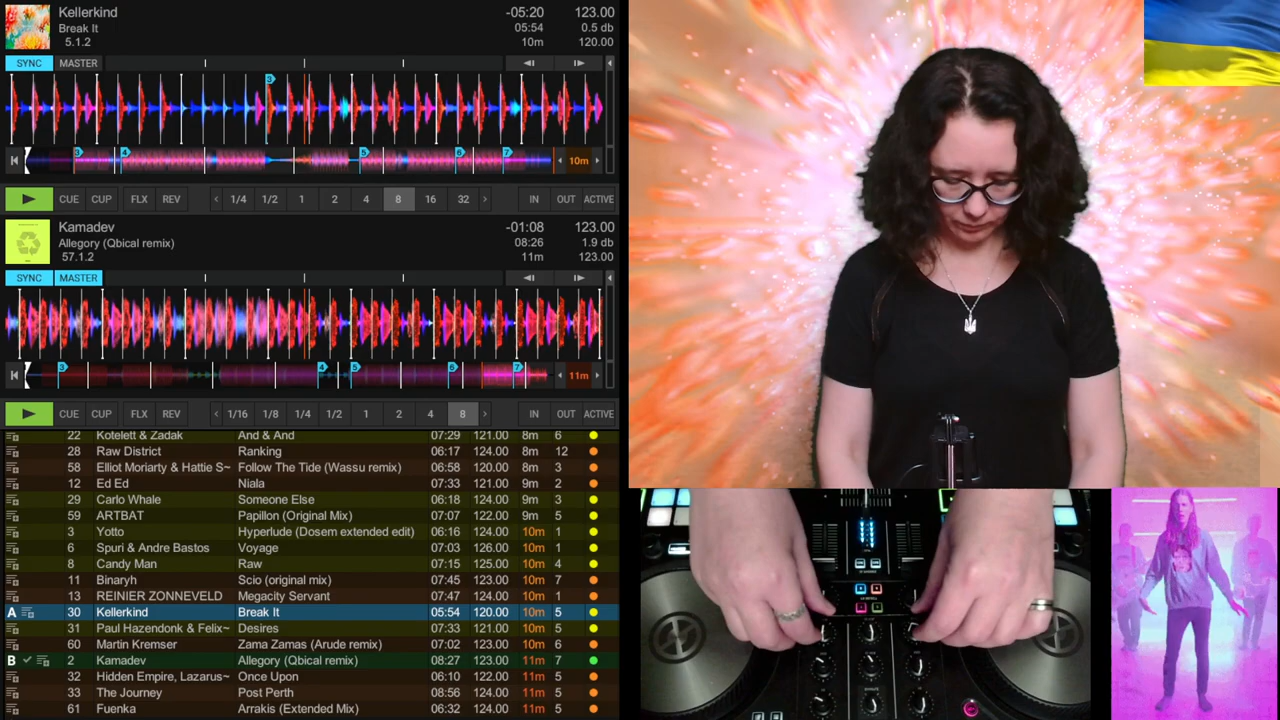 Kellerkind -05:20 123.00
Break It 05:54 0.5 db
5.1.2 10m 120.00
SYNC MASTER
3
3 4 5 6 7 10m
CUE CUP FLX REV 1/4 1/2 1 2 4 8 16 32 IN OUT ACTIVE
Kamadev -01:08 123.00
Allegory (Qbical remix) 08:26 1.9 db
57.1.2 11m 123.00
SYNC MASTER
3 4 5 6 7 11m
CUE CUP FLX REV 1/16 1/8 1/4 1/2 1 2 4 8 IN OUT ACTIVE
22 Kotelett & Zadak And & And 07:29 121.00 8m 6
28 Raw District Ranking 06:17 124.00 8m 12
58 Elliot Moriarty & Hattie S~ Follow The Tide (Wassu remix) 06:58 120.00 8m 3
12 Ed Ed Niala 07:33 121.00 9m 2
29 Carlo Whale Someone Else 06:18 124.00 9m 3
59 ARTBAT Papillon (Original Mix) 07:07 122.00 9m 5
3 Yotto Hyperlude (Dosem extended edit) 06:16 124.00 10m 1
6 Spuri & Andre Bastos Voyage 07:03 126.00 10m 1
8 Candy Man Raw 07:15 125.00 10m 4
11 Binaryh Scio (original mix) 07:45 123.00 10m 7
13 REINIER ZONNEVELD Megacity Servant 07:47 124.00 10m 1
A 30 Kellerkind Break It 05:54 120.00 10m 5
31 Paul Hazendonk & Felix~ Desires 07:33 121.00 10m 5
60 Martin Kremser Zama Zamas (Arude remix) 07:02 123.00 10m 6
B 2 Kamadev Allegory (Qbical remix) 08:27 123.00 11m 7
32 Hidden Empire, Lazarus~ Once Upon 06:10 122.00 11m 5
33 The Journey Post Perth 08:56 124.00 11m 5
61 Fuenka Arrakis (Extended Mix) 06:32 124.00 11m 5